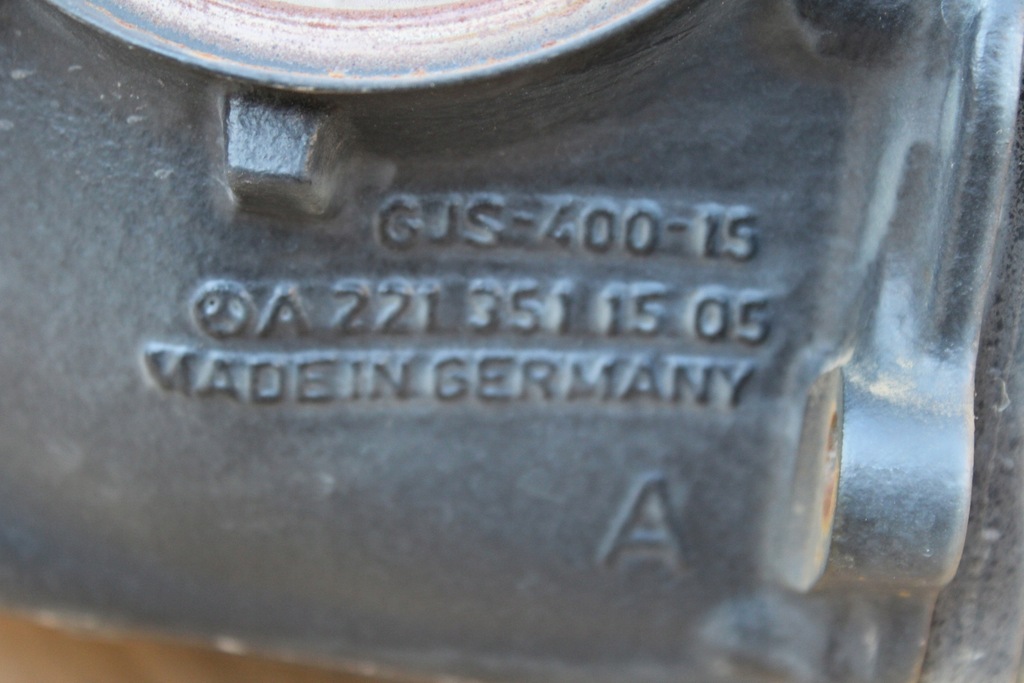 GJS-400-15
A 221 351 15 05
MADE IN GERMANY
A